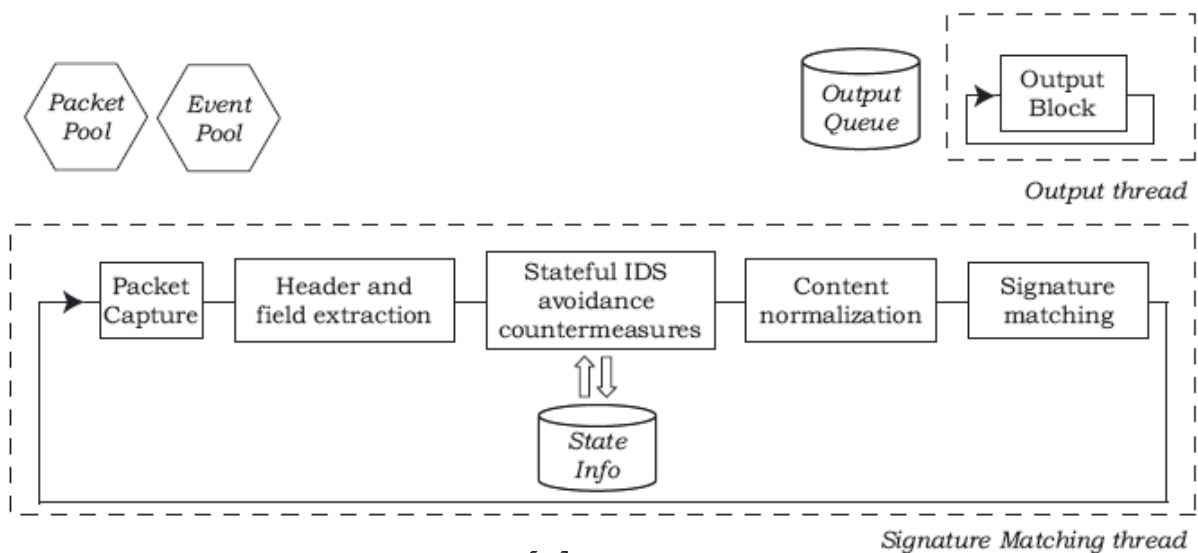 Packet
Pool
Event
Pool
Output
Queue
Output
Block
Output thread
Packet
Capture
Header and
field extraction
Stateful IDS
avoidance
countermeasures
Content
normalization
Signature
matching
State
Info
Signature Matching thread